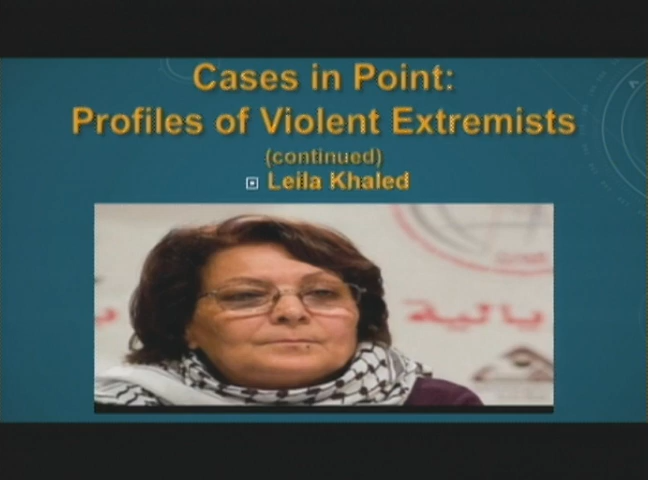 Cases in Point:
Profiles of Violent Extremists
(continued)
Leila Khaled